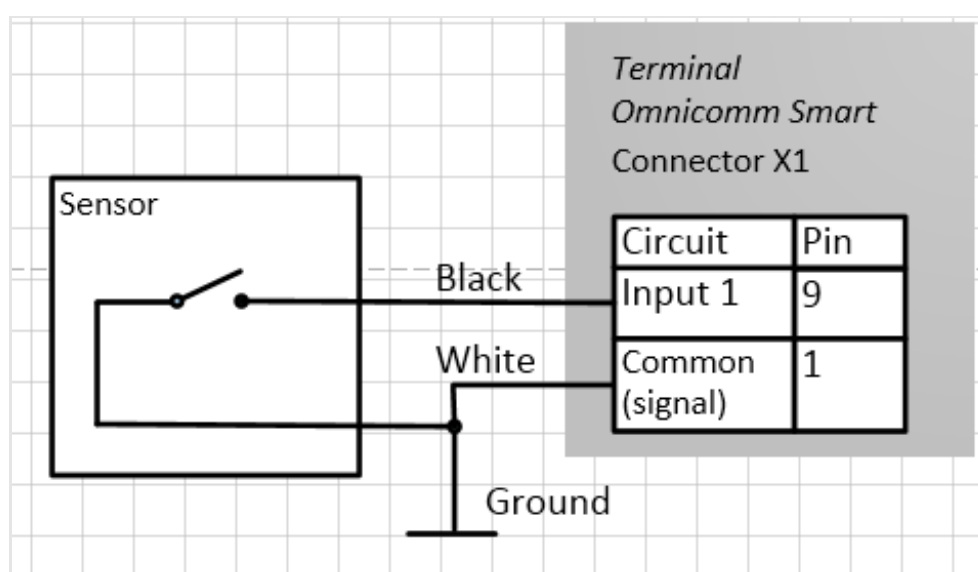 Terminal
Omnicomm Smart
Connector X1
Sensor
Circuit Pin
Black
Input 1 9
White
Common 1
(signal)
Ground